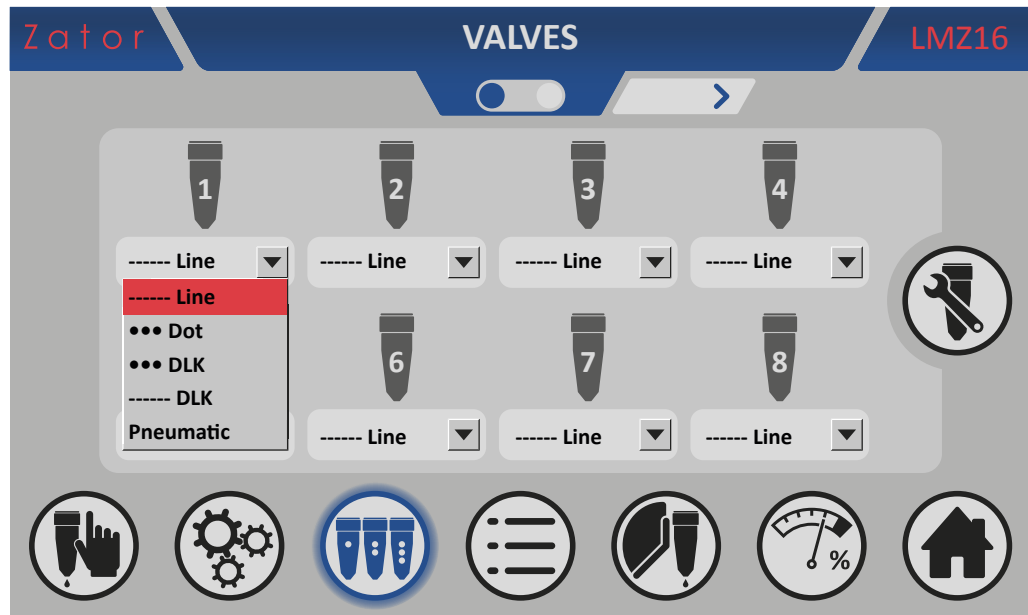 Zator VALVES LMZ16
1 2 3 4
------ Line ------ Line ------ Line ------ Line
------ Line
••• Dot
••• DLK
------ DLK
Pneumatic
6 7 8
------ Line ------ Line ------ Line
%